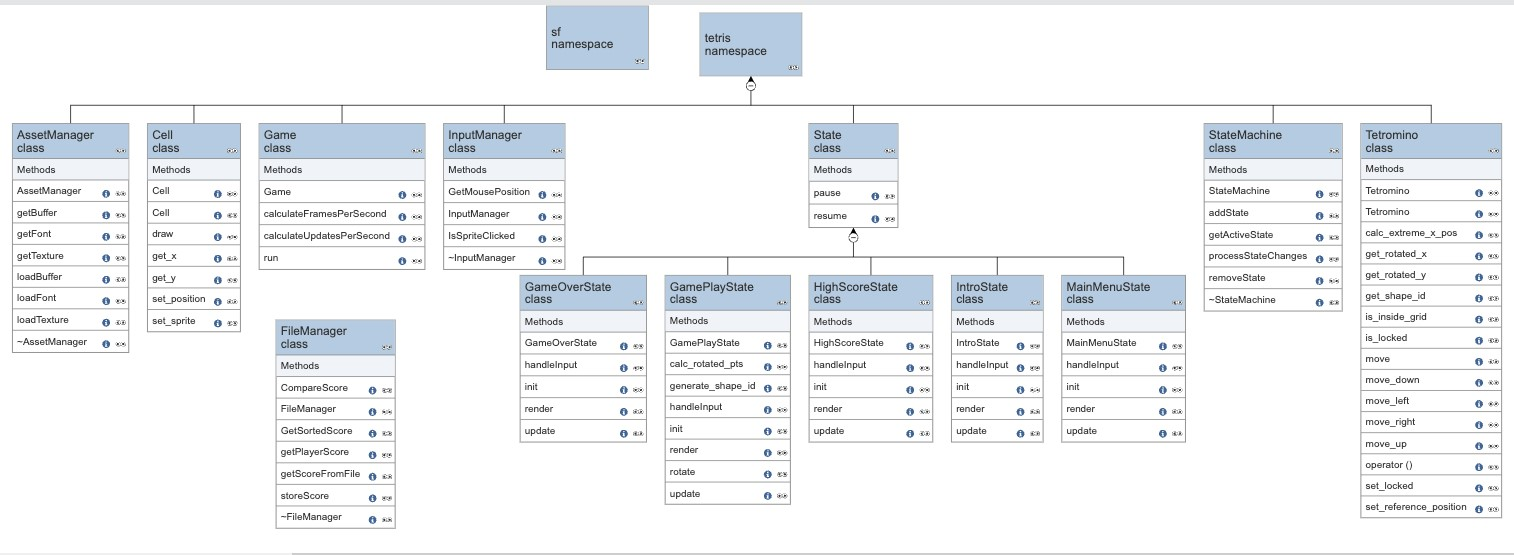 sf
namespace
tetris
namespace
AssetManager
class
Methods
AssetManager
getBuffer
getFont
getTexture
loadBuffer
loadFont
loadTexture
~AssetManager
Cell
class
Methods
Cell
Cell
draw
get_x
get_y
set_position
set_sprite
Game
class
Methods
Game
calculateFramesPerSecond
calculateUpdatesPerSecond
run
InputManager
class
Methods
GetMousePosition
InputManager
IsSpriteClicked
~InputManager
State
class
Methods
pause
resume
StateMachine
class
Methods
StateMachine
addState
getActiveState
processStateChanges
removeState
~StateMachine
Tetromino
class
Methods
Tetromino
Tetromino
calc_extreme_x_pos
get_rotated_x
get_rotated_y
get_shape_id
is_inside_grid
is_locked
move
move_down
move_left
move_right
move_up
operator ()
set_locked
set_reference_position
FileManager
class
Methods
CompareScore
FileManager
GetSortedScore
getPlayerScore
getScoreFromFile
storeScore
~FileManager
GameOverState
class
Methods
GameOverState
handleInput
init
render
update
GamePlayState
class
Methods
GamePlayState
calc_rotated_pts
generate_shape_id
handleInput
init
render
rotate
update
HighScoreState
class
Methods
HighScoreState
handleInput
init
render
update
IntroState
class
Methods
IntroState
handleInput
init
render
update
MainMenuState
class
Methods
MainMenuState
handleInput
init
render
update